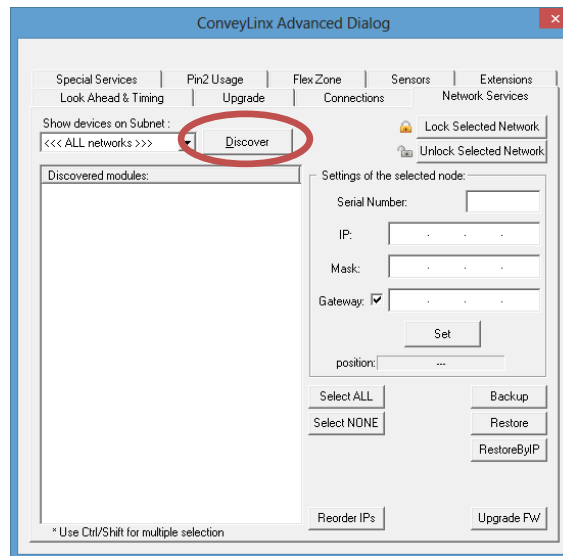 ConveyLinx Advanced Dialog
x
Special Services
Pin2 Usage
Flex Zone
Sensors
Extensions
Look Ahead & Timing
Upgrade
Connections
Network Services
Show devices on Subnet :
<<< ALL networks >>>
Discover
Lock Selected Network
Unlock Selected Network
Discovered modules:
Settings of the selected node:
Serial Number:
IP:
Mask:
Gateway:
Set
position:
...
Select ALL
Backup
Select NONE
Restore
RestoreByIP
Reorder IPs
Upgrade FW
* Use Ctrl/Shift for multiple selection